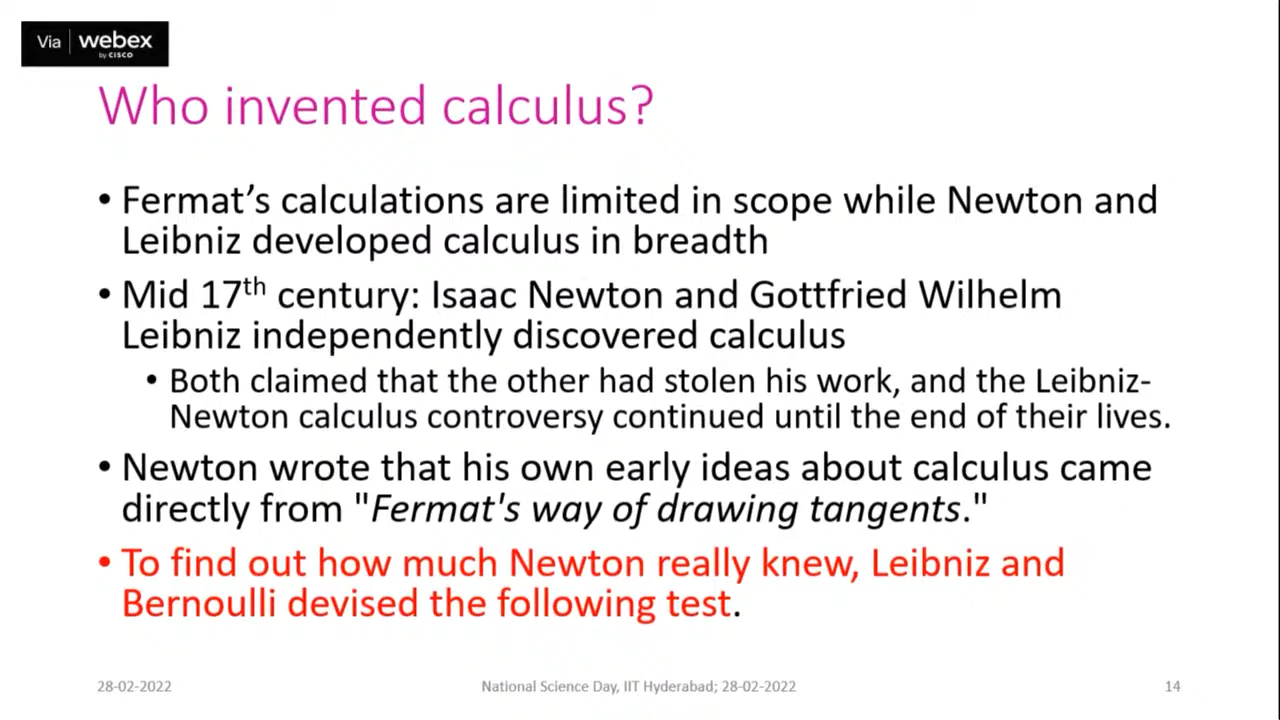 Via | webex
by CISCO
Who invented calculus?
• Fermat’s calculations are limited in scope while Newton and
Leibniz developed calculus in breadth
• Mid 17th century: Isaac Newton and Gottfried Wilhelm
Leibniz independently discovered calculus
• Both claimed that the other had stolen his work, and the Leibniz-
Newton calculus controversy continued until the end of their lives.
• Newton wrote that his own early ideas about calculus came
directly from "Fermat's way of drawing tangents."
• To find out how much Newton really knew, Leibniz and
Bernoulli devised the following test.
28-02-2022 National Science Day, IIT Hyderabad; 28-02-2022 14